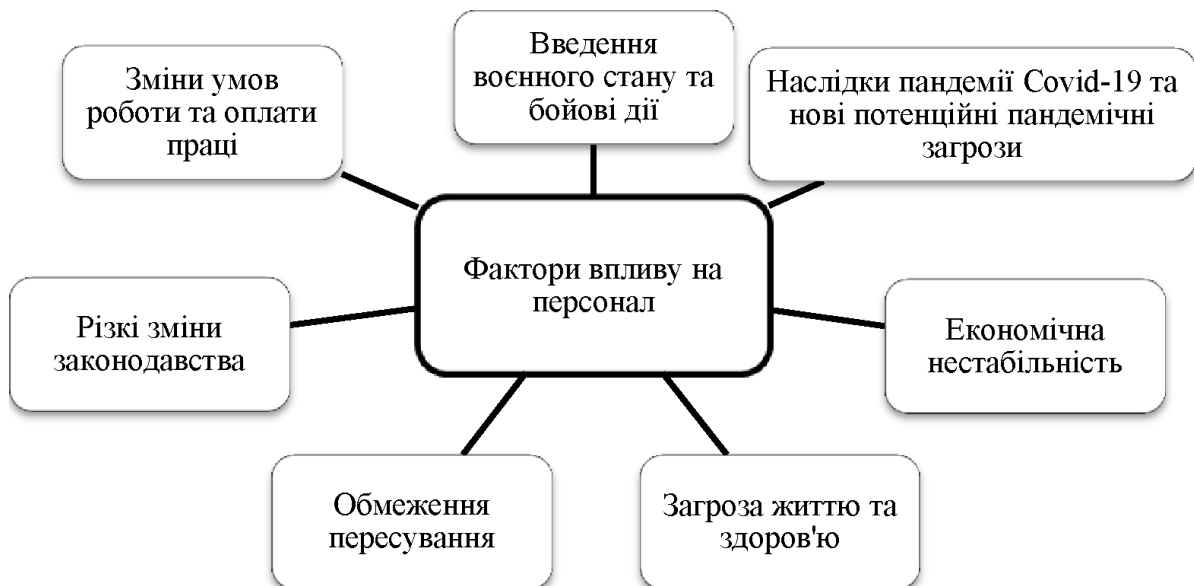 Введення
воєнного стану та
бойові дії
Зміни умов
роботи та оплати
праці
Наслідки пандемії Covid-19 та
нові потенційні пандемічні
загрози
Фактори впливу на
персонал
Різкі зміни
законодавства
Економічна
нестабільність
Обмеження
пересування
Загроза життю та
здоров'ю